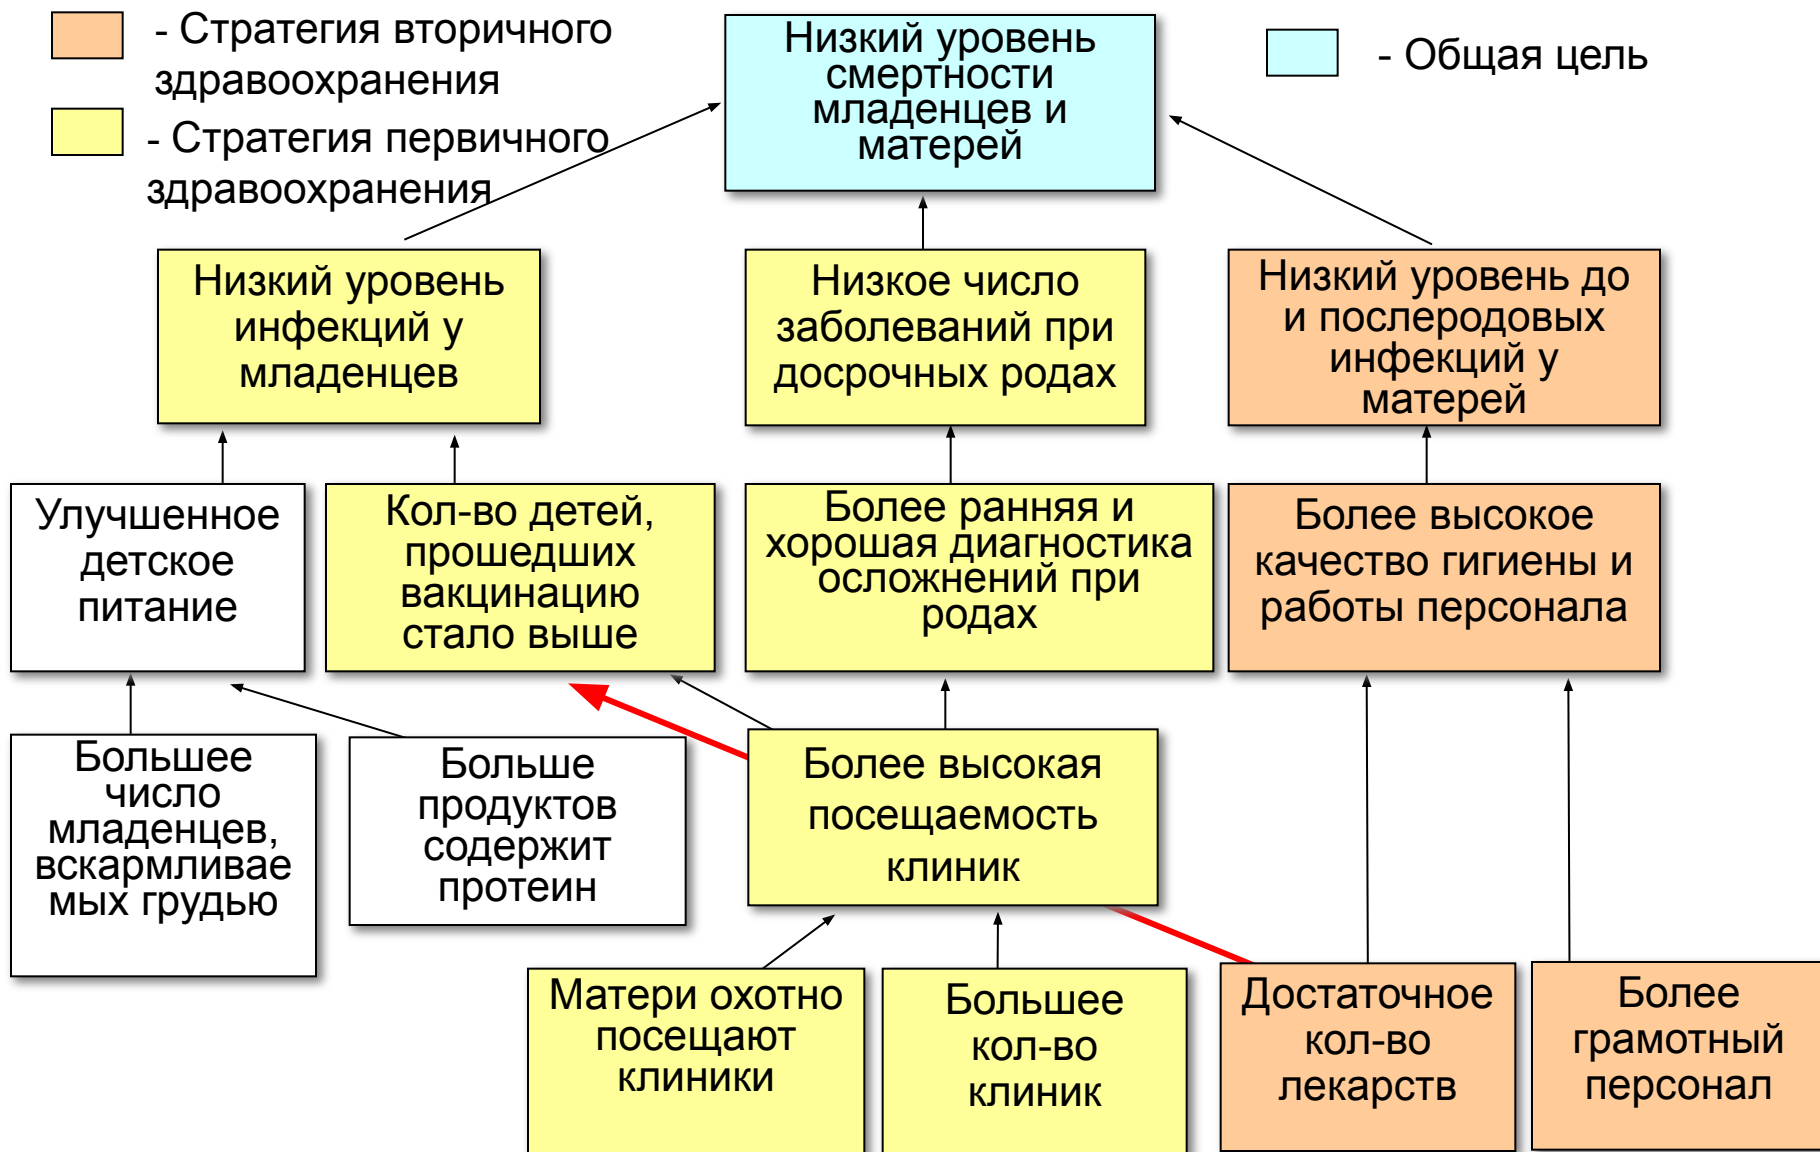 - Стратегия вторичного
здравоохранения
- Стратегия первичного
здравоохранения
Низкий уровень
смертности
младенцев и
матерей
- Общая цель
Низкий уровень
инфекций у
младенцев
Низкое число
заболеваний при
досрочных родах
Низкий уровень до
и послеродовых
инфекций у
матерей
Улучшенное
детское
питание
Кол-во детей,
прошедших
вакцинацию
стало выше
Более ранняя и
хорошая диагностика
осложнений при
родах
Более высокое
качество гигиены и
работы персонала
Большее
число
младенцев,
вскармливае
мых грудью
Больше
продуктов
содержит
протеин
Более высокая
посещаемость
клиник
Матери охотно
посещают
клиники
Большее
кол-во
клиник
Достаточное
кол-во
лекарств
Более
грамотный
персонал